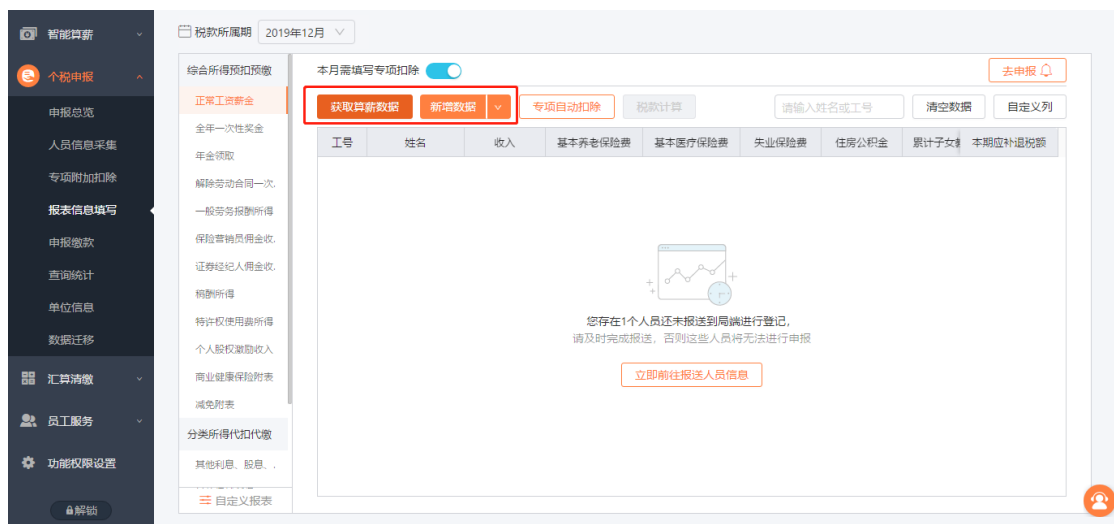 智能算薪
个税申报
申报总览
人员信息采集
专项附加扣除
报表信息填写
申报缴款
查询统计
单位信息
数据迁移
汇算清缴
员工服务
功能权限设置
解锁
税款所属期 2019年12月
综合所得预扣预缴
正常工资薪金
全年一次性奖金
年金领取
解除劳动合同一次.
一般劳务报酬所得
保险营销员佣金收.
证券经纪人佣金收.
稿酬所得
特许权使用费所得
个人股权激励收入
商业健康保险附表
减免附表
分类所得代扣代缴
其他利息、股息、.
自定义报表
本月需填写专项扣除 去申报
获取算薪数据 新增数据 专项自动扣除 税款计算 请输入姓名或工号 清空数据 自定义列
工号 姓名 收入 基本养老保险费 基本医疗保险费 失业保险费 住房公积金 累计子女 本期应补退税额
您存在1个人员还未报送到局端进行登记，
请及时完成报送，否则这些人员将无法进行申报
立即前往报送人员信息